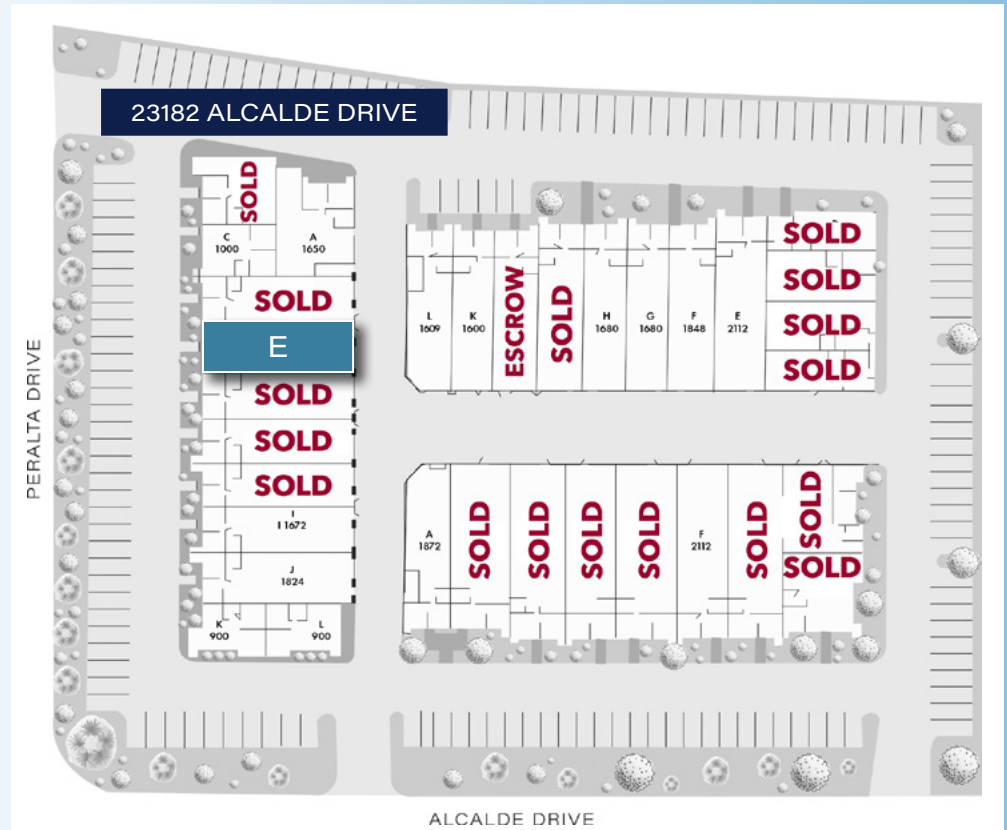 23182 ALCALDE DRIVE
SOLD
C
1000
A
1650
SOLD
E
SOLD
SOLD
SOLD
I
I 1672
J
1824
K
900
L
900
L
1609
K
1600
ESCROW
SOLD
H
1680
G
1680
F
1848
E
2112
SOLD
SOLD
SOLD
SOLD
A
1872
SOLD
SOLD
SOLD
SOLD
F
2112
SOLD
SOLD
SOLD
PERALTA DRIVE
ALCALDE DRIVE